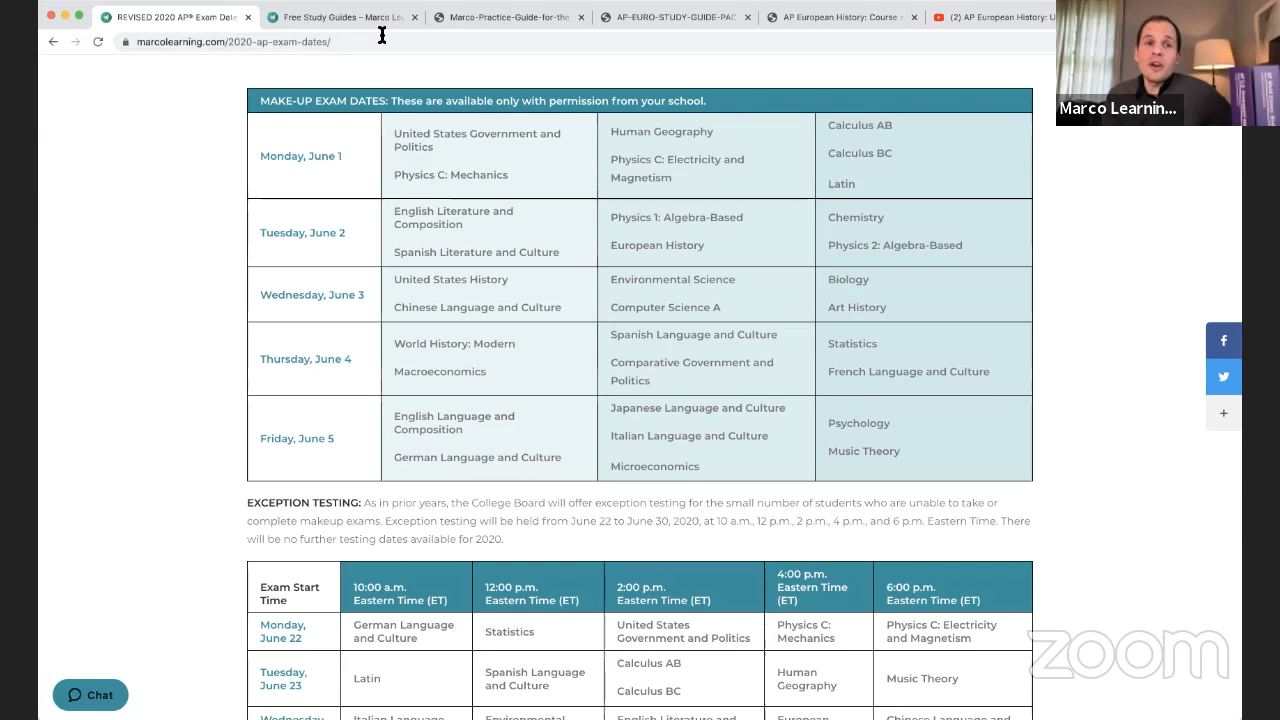 REVISED 2020 AP® Exam Date
Free Study Guides – Marco Le
Marco-Practice-Guide-for-the
AP-EURO-STUDY-GUIDE-PAC
AP European History: Course
(2) AP European History: U
marcolearning.com/2020-ap-exam-dates/
Marco Learnin...
MAKE-UP EXAM DATES: These are available only with permission from your school.
Monday, June 1
United States Government and
Politics
Physics C: Mechanics
Human Geography
Physics C: Electricity and
Magnetism
Calculus AB
Calculus BC
Latin
Tuesday, June 2
English Literature and
Composition
Spanish Literature and Culture
Physics 1: Algebra-Based
European History
Chemistry
Physics 2: Algebra-Based
Wednesday, June 3
United States History
Chinese Language and Culture
Environmental Science
Computer Science A
Biology
Art History
Thursday, June 4
World History: Modern
Macroeconomics
Spanish Language and Culture
Comparative Government and
Politics
Statistics
French Language and Culture
Friday, June 5
English Language and
Composition
German Language and Culture
Japanese Language and Culture
Italian Language and Culture
Microeconomics
Psychology
Music Theory
EXCEPTION TESTING: As in prior years, the College Board will offer exception testing for the small number of students who are unable to take or
complete makeup exams. Exception testing will be held from June 22 to June 30, 2020, at 10 a.m., 12 p.m., 2 p.m., 4 p.m., and 6 p.m. Eastern Time. There
will be no further testing dates available for 2020.
Exam Start
Time
10:00 a.m.
Eastern Time (ET)
12:00 p.m.
Eastern Time (ET)
2:00 p.m.
Eastern Time (ET)
4:00 p.m.
Eastern Time
(ET)
6:00 p.m.
Eastern Time (ET)
Monday,
June 22
German Language
and Culture
Statistics
United States
Government and Politics
Physics C:
Mechanics
Physics C: Electricity
and Magnetism
Tuesday,
June 23
Latin
Spanish Language
and Culture
Calculus AB
Calculus BC
Human
Geography
Music Theory
Wednesday
Italian Language
Environmental
English Literature and
European
Chinese Language and
Chat
zoom